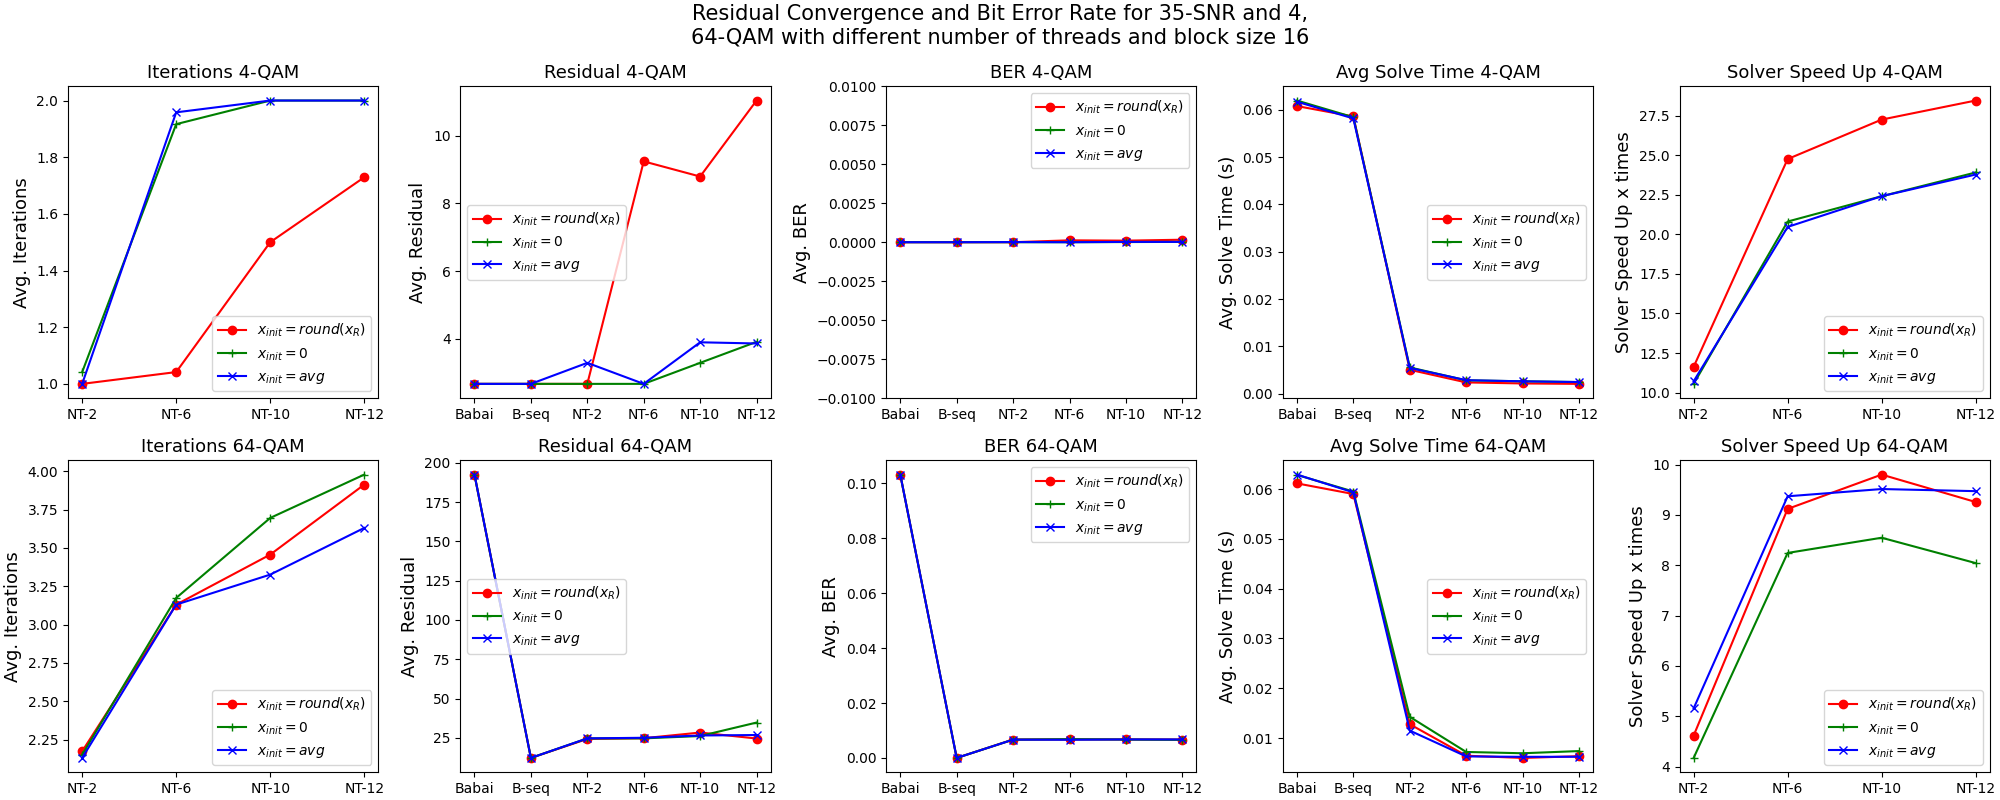 Residual Convergence and Bit Error Rate for 35-SNR and 4,
64-QAM with different number of threads and block size 16
Iterations 4-QAM
Avg. Iterations
2.0
1.8
1.6
1.4
1.2
1.0
NT-2 NT-6 NT-10 NT-12
x_init = round(x_R)
x_init = 0
x_init = avg
Residual 4-QAM
Avg. Residual
10
8
6
4
Babai B-seq NT-2 NT-6 NT-10 NT-12
x_init = round(x_R)
x_init = 0
x_init = avg
BER 4-QAM
Avg. BER
0.0100
0.0075
0.0050
0.0025
0.0000
−0.0025
−0.0050
−0.0075
−0.0100
Babai B-seq NT-2 NT-6 NT-10 NT-12
x_init = round(x_R)
x_init = 0
x_init = avg
Avg Solve Time 4-QAM
Avg. Solve Time (s)
0.06
0.05
0.04
0.03
0.02
0.01
0.00
Babai B-seq NT-2 NT-6 NT-10 NT-12
x_init = round(x_R)
x_init = 0
x_init = avg
Solver Speed Up 4-QAM
Solver Speed Up x times
27.5
25.0
22.5
20.0
17.5
15.0
12.5
10.0
NT-2 NT-6 NT-10 NT-12
x_init = round(x_R)
x_init = 0
x_init = avg
Iterations 64-QAM
Avg. Iterations
4.00
3.75
3.50
3.25
3.00
2.75
2.50
2.25
NT-2 NT-6 NT-10 NT-12
x_init = round(x_R)
x_init = 0
x_init = avg
Residual 64-QAM
Avg. Residual
200
175
150
125
100
75
50
25
Babai B-seq NT-2 NT-6 NT-10 NT-12
x_init = round(x_R)
x_init = 0
x_init = avg
BER 64-QAM
Avg. BER
0.10
0.08
0.06
0.04
0.02
0.00
Babai B-seq NT-2 NT-6 NT-10 NT-12
x_init = round(x_R)
x_init = 0
x_init = avg
Avg Solve Time 64-QAM
Avg. Solve Time (s)
0.06
0.05
0.04
0.03
0.02
0.01
Babai B-seq NT-2 NT-6 NT-10 NT-12
x_init = round(x_R)
x_init = 0
x_init = avg
Solver Speed Up 64-QAM
Solver Speed Up x times
10
9
8
7
6
5
4
NT-2 NT-6 NT-10 NT-12
x_init = round(x_R)
x_init = 0
x_init = avg